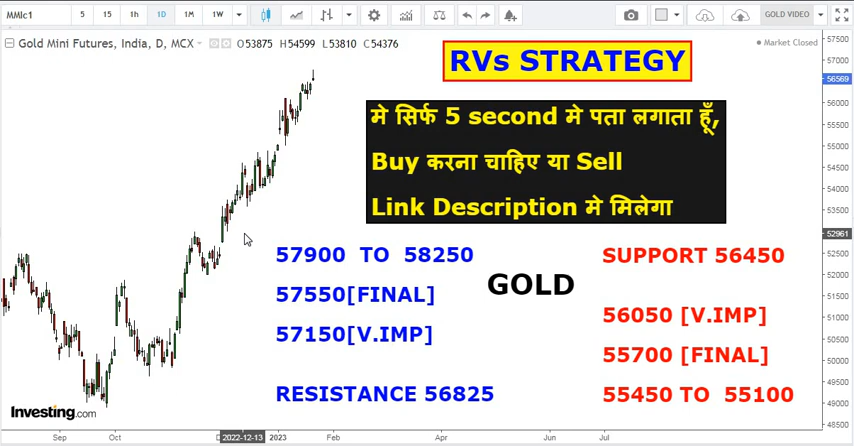 MMIc1
5
15
1h
1D
1M
1W
GOLD VIDEO
Gold Mini Futures, India, D, MCX
O53875 H54599 L53810 C54376
Market Closed
RVs STRATEGY
मे सिर्फ 5 second मे पता लगाता हूँ,
Buy करना चाहिए या Sell
Link Description मे मिलेगा
57900 TO 58250
57550[FINAL]
57150[V.IMP]
RESISTANCE 56825
GOLD
SUPPORT 56450
56050 [V.IMP]
55700 [FINAL]
55450 TO 55100
57500
57000
56569
56000
55500
55000
54500
54000
53500
52961
52500
52000
51500
51000
50500
50000
49500
49000
48500
Investing.com
Sep
Oct
2022-12-13
2023
Feb
Apr
Jun
Jul